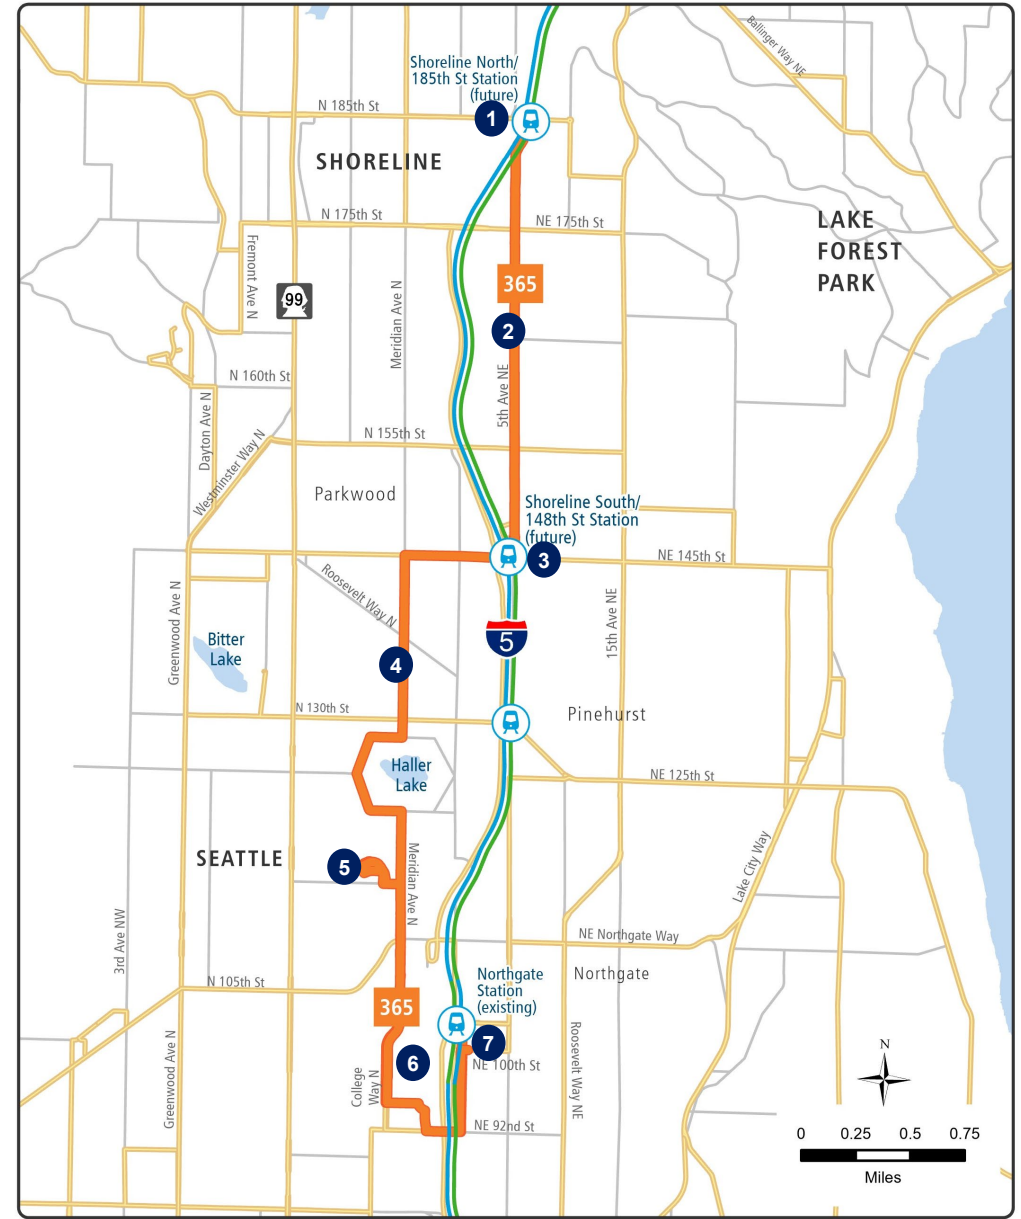 Ballinger Way NE
Shoreline North/
185th St Station
(future)
1
N 185th St
SHORELINE
N 175th St
NE 175th St
LAKE
FOREST
PARK
Fremont Ave N
99
Meridian Ave N
365
2
N 160th St
5th Ave NE
Dayton Ave N
Westminster Way N
N 155th St
Parkwood
Shoreline South/
148th St Station
(future)
3
NE 145th St
Roosevelt Way N
Greenwood Ave N
15th Ave NE
5
Bitter
Lake
4
N 130th St
Pinehurst
Haller
Lake
NE 125th St
SEATTLE
5
Meridian Ave N
Lake City Way
3rd Ave NW
NE Northgate Way
N 105th St
Northgate
Station
(existing)
Northgate
365
7
6
NE 100th St
Greenwood Ave N
College
Way N
Roosevelt Way NE
NE 92nd St
N
0 0.25 0.5 0.75
Miles